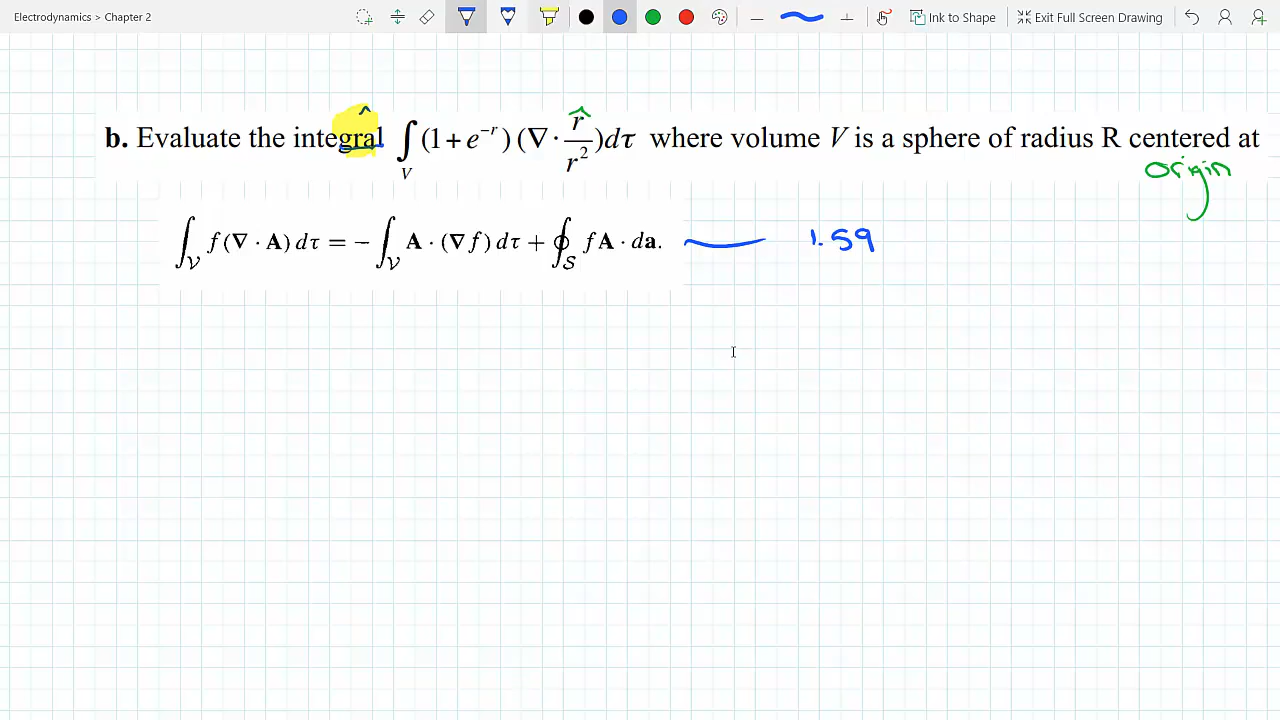 Electrodynamics > Chapter 2
Ink to Shape
Exit Full Screen Drawing
b. Evaluate the integral ∫_V (1+e^{-r}) (∇· r̂/r²)dτ where volume V is a sphere of radius R centered at
origin
∫_𝒱 f(∇ · A) dτ = −∫_𝒱 A · (∇f) dτ + ∮_𝒮 fA · da.
1.59